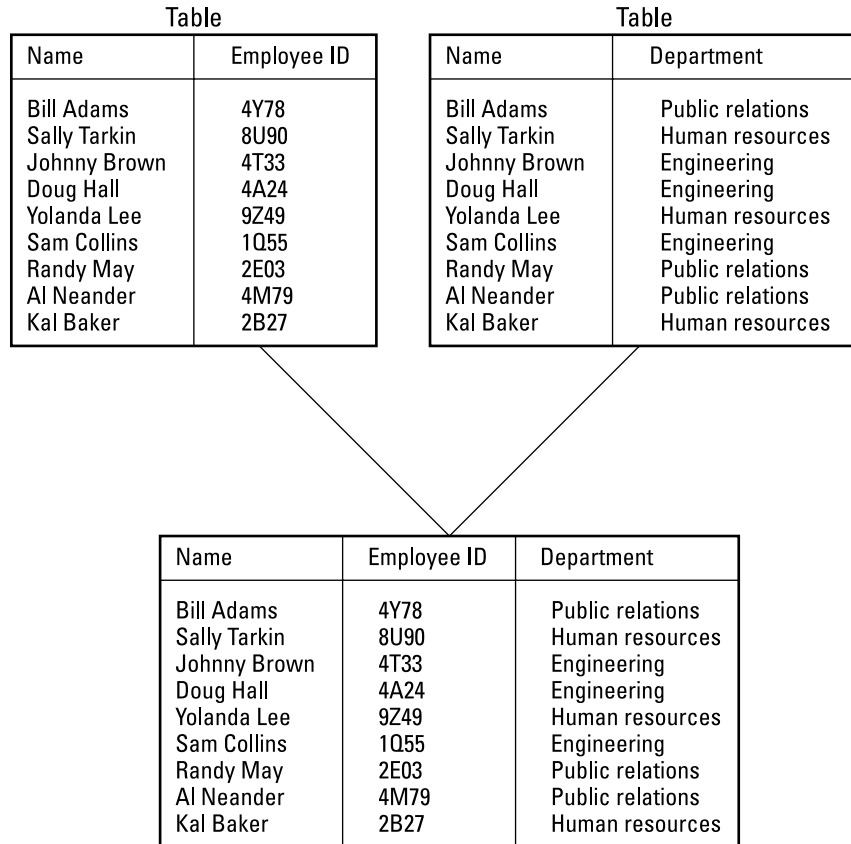 Table
Name Employee ID
Bill Adams 4Y78
Sally Tarkin 8U90
Johnny Brown 4T33
Doug Hall 4A24
Yolanda Lee 9Z49
Sam Collins 1Q55
Randy May 2E03
Al Neander 4M79
Kal Baker 2B27
Table
Name Department
Bill Adams Public relations
Sally Tarkin Human resources
Johnny Brown Engineering
Doug Hall Engineering
Yolanda Lee Human resources
Sam Collins Engineering
Randy May Public relations
Al Neander Public relations
Kal Baker Human resources
Name Employee ID Department
Bill Adams 4Y78 Public relations
Sally Tarkin 8U90 Human resources
Johnny Brown 4T33 Engineering
Doug Hall 4A24 Engineering
Yolanda Lee 9Z49 Human resources
Sam Collins 1Q55 Engineering
Randy May 2E03 Public relations
Al Neander 4M79 Public relations
Kal Baker 2B27 Human resources